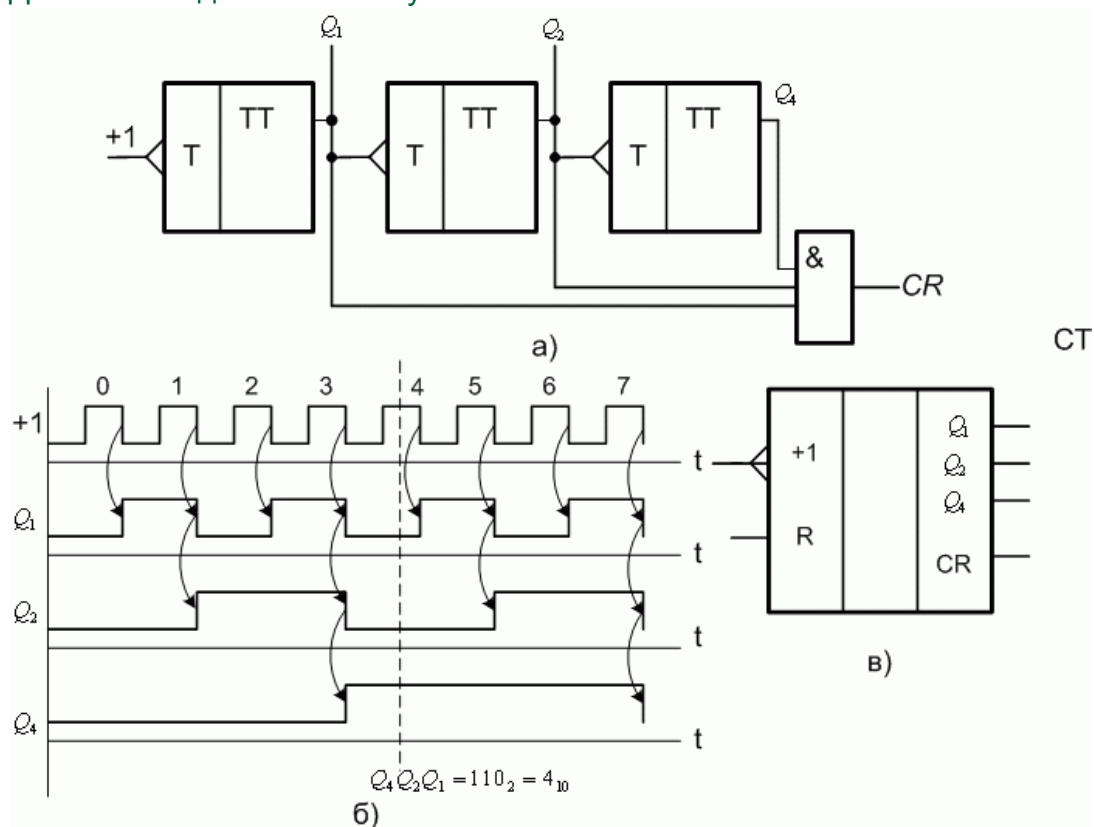 Q₁ Q₂
Q₄
+1 T TT T TT T TT
&
CR
а)
CT
0 1 2 3 4 5 6 7
+1
t
Q₁
t
Q₂
t
Q₄
t
Q₄Q₂Q₁ = 110₂ = 4₁₀
б)
+1 Q₁
Q₂
Q₄
R CR
в)